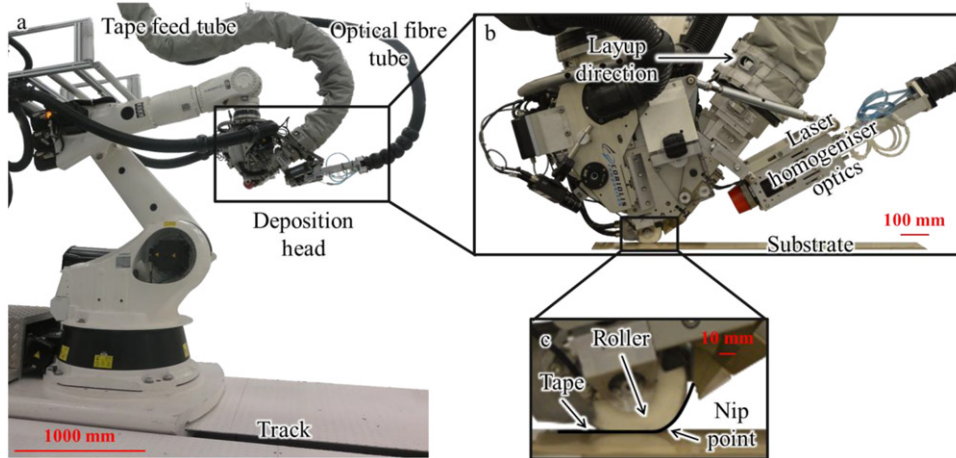 a
Tape feed tube
Optical fibre
tube
Deposition
head
Track
1000 mm
b
Layup
direction
Laser
homogeniser
optics
CORIOLIS
100 mm
Substrate
c
Roller
10 mm
Tape
Nip
point